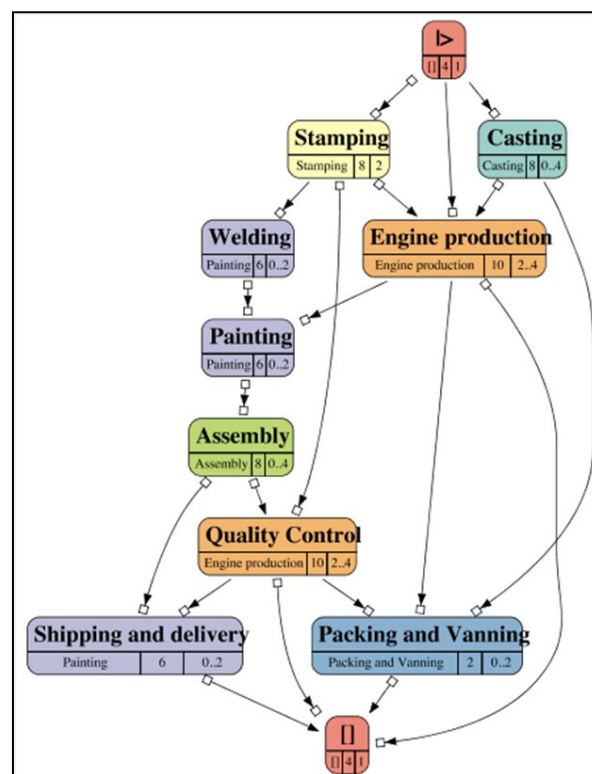 |>
[] 4 1
Stamping
Stamping 8 2
Casting
Casting 8 0..4
Welding
Painting 6 0..2
Engine production
Engine production 10 2..4
Painting
Painting 6 0..2
Assembly
Assembly 8 0..4
Quality Control
Engine production 10 2..4
Shipping and delivery
Painting 6 0..2
Packing and Vanning
Packing and Vanning 2 0..2
[]
[] 4 1